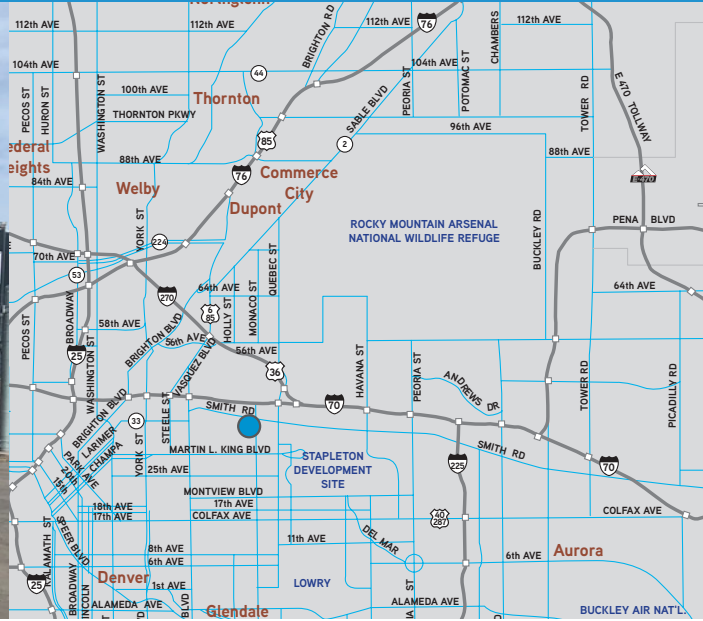 Northglenn
112th AVE
112th AVE
112th AVE
112th AVE
BRIGHTON RD
76
CHAMBERS
104th AVE
44
104th AVE
PEORIA ST
POTOMAC ST
E 470 TOLLWAY
PECOS ST
HURON ST
WASHINGTON ST
100th AVE
Thornton
THORNTON PKWY
SABLE BLVD
TOWER RD
96th AVE
85
2
ederal
eights
88th AVE
88th AVE
84th AVE
76
Commerce
City
E-470
Welby
Dupont
YORK ST
ROCKY MOUNTAIN ARSENAL
NATIONAL WILDLIFE REFUGE
BUCKLEY RD
PENA BLVD
224
70th AVE
QUEBEC ST
53
64th AVE
64th AVE
270
HOLLY ST
MONACO ST
6
85
BROADWAY
58th AVE
BRIGHTON BLVD
56th AVE
56th AVE
PECOS ST
25
WASHINGTON ST
VASQUEZ BLVD
36
HAVANA ST
PEORIA ST
ANDREWS DR
TOWER RD
PICADILLY RD
70
SMITH RD
BRIGHTON BLVD
33
STEELE ST
LARIMER
CHAMPA
YORK ST
MARTIN L. KING BLVD
SMITH RD
STAPLETON
DEVELOPMENT
SITE
225
70
PARK AVE
20th
15th
25th AVE
MONTVIEW BLVD
18th AVE
17th AVE
17th AVE
COLFAX AVE
40
287
COLFAX AVE
KALAMATH ST
SPEER BLVD
11th AVE
DEL MAR
8th AVE
6th AVE
6th AVE
Aurora
25
Denver
1st AVE
LOWRY
BROADWAY
LINCOLN
ALAMEDA AVE
BLVD
Glendale
ALAMEDA AVE
BUCKLEY AIR NAT'L.